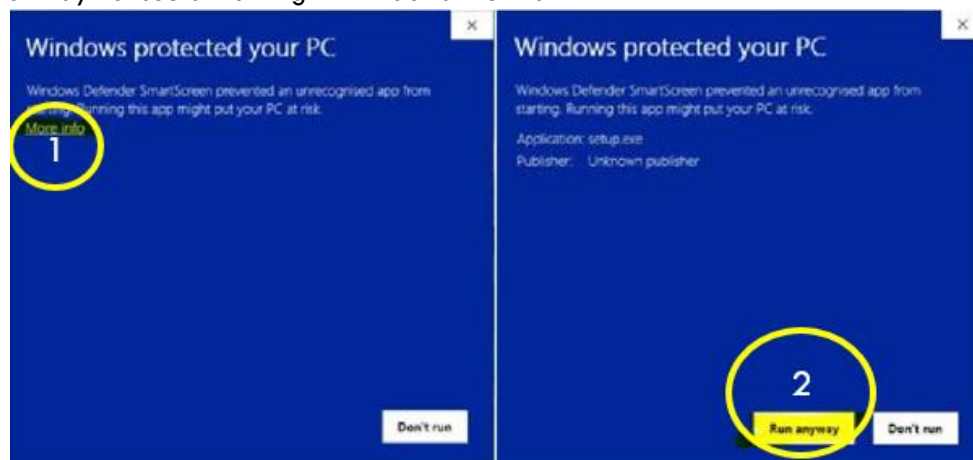 Windows protected your PC
Windows Defender SmartScreen prevented an unrecognised app from
starting. Running this app might put your PC at risk.
More info
1
Don't run
Windows protected your PC
Windows Defender SmartScreen prevented an unrecognised app from
starting. Running this app might put your PC at risk.
Application: setup.exe
Publisher: Unknown publisher
2
Run anyway
Don't run